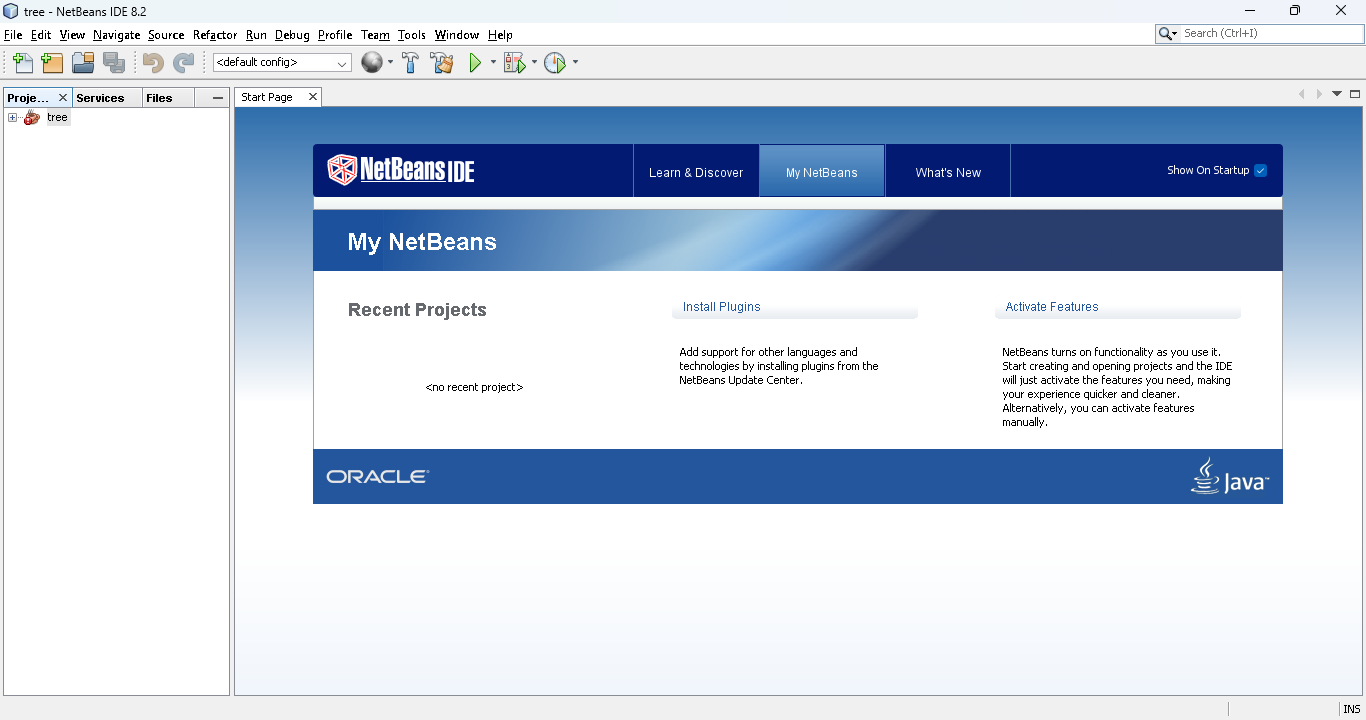 tree - NetBeans IDE 8.2
File Edit View Navigate Source Refactor Run Debug Profile Team Tools Window Help
Search (Ctrl+I)
<default config>
Proje... Services Files
Start Page
tree
NetBeans IDE
Learn & Discover
My NetBeans
What's New
Show On Startup
My NetBeans
Recent Projects
<no recent project>
Install Plugins
Add support for other languages and
technologies by installing plugins from the
NetBeans Update Center.
Activate Features
NetBeans turns on functionality as you use it.
Start creating and opening projects and the IDE
will just activate the features you need, making
your experience quicker and cleaner.
Alternatively, you can activate features
manually.
ORACLE
Java
INS